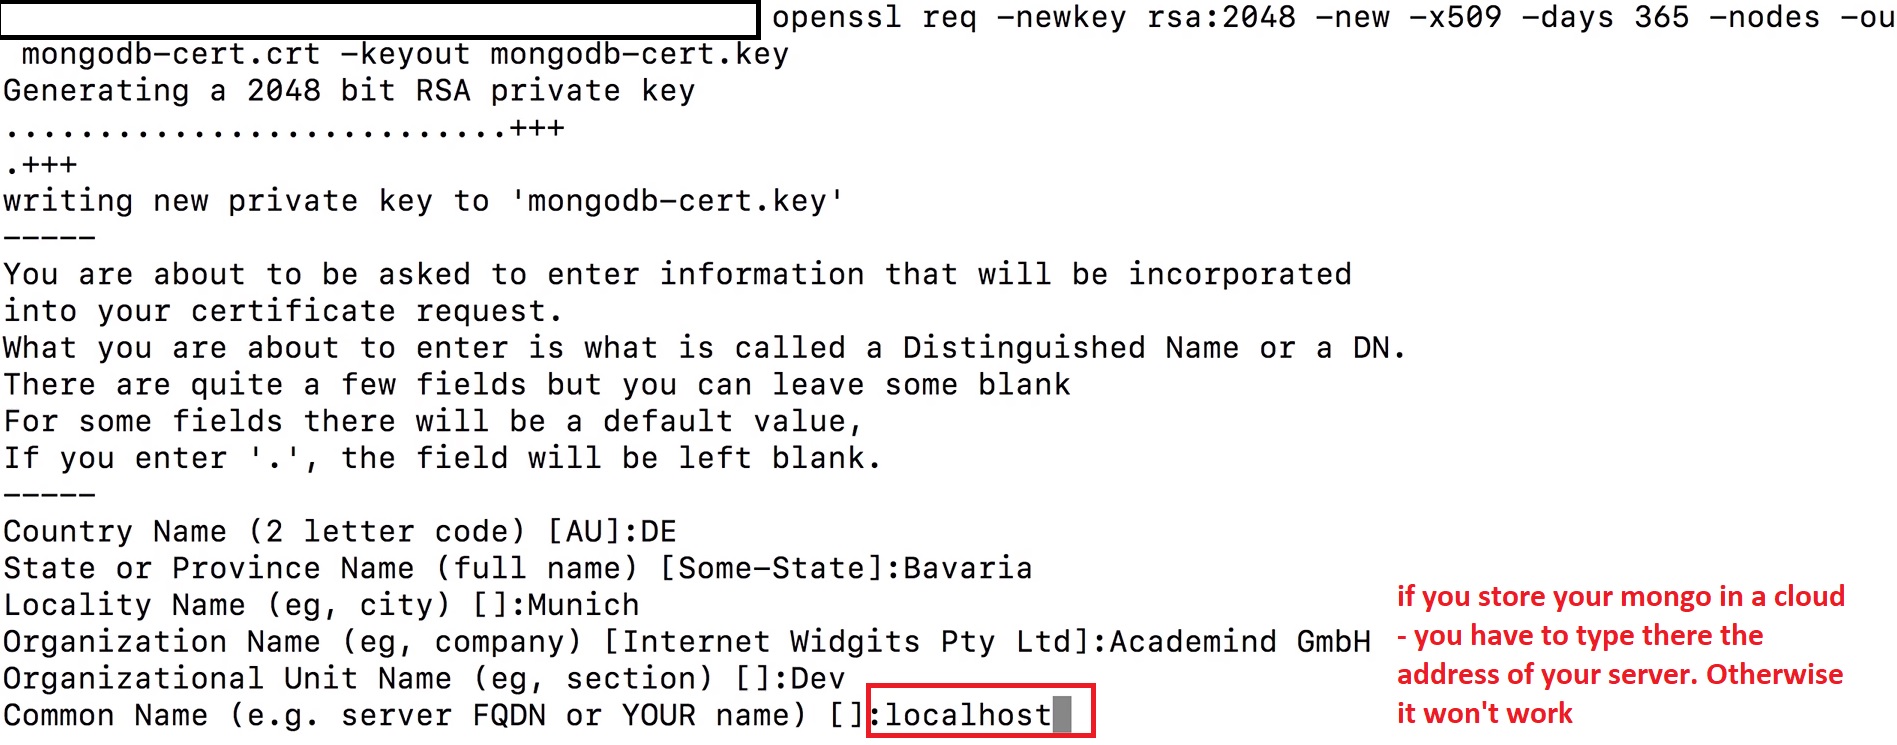 openssl req -newkey rsa:2048 -new -x509 -days 365 -nodes -ou
mongodb-cert.crt -keyout mongodb-cert.key
Generating a 2048 bit RSA private key
...........................+++
.+++
writing new private key to 'mongodb-cert.key'
-----
You are about to be asked to enter information that will be incorporated
into your certificate request.
What you are about to enter is what is called a Distinguished Name or a DN.
There are quite a few fields but you can leave some blank
For some fields there will be a default value,
If you enter '.', the field will be left blank.
-----
Country Name (2 letter code) [AU]:DE
State or Province Name (full name) [Some-State]:Bavaria
Locality Name (eg, city) []:Munich
Organization Name (eg, company) [Internet Widgits Pty Ltd]:Academind GmbH
Organizational Unit Name (eg, section) []:Dev
Common Name (e.g. server FQDN or YOUR name) []:localhost
if you store your mongo in a cloud
- you have to type there the
address of your server. Otherwise
it won't work